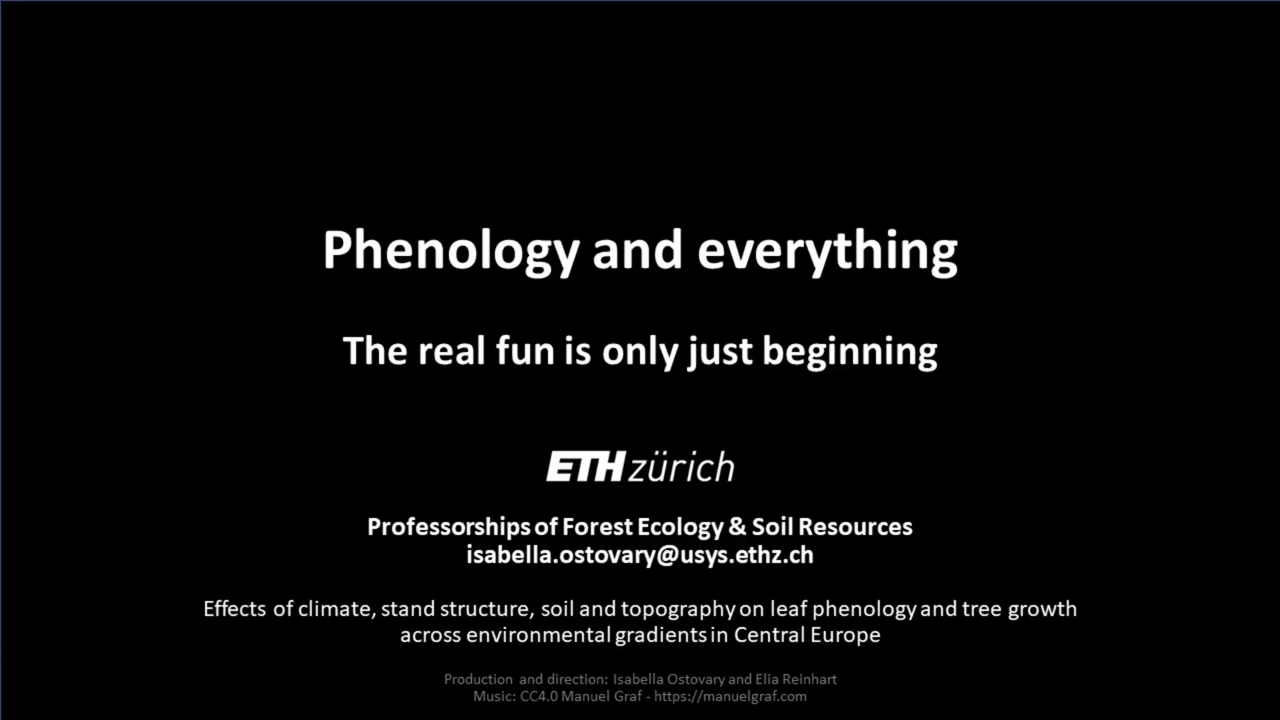 Phenology and everything
The real fun is only just beginning
ETH zürich
Professorships of Forest Ecology & Soil Resources
isabella.ostovary@usys.ethz.ch
Effects of climate, stand structure, soil and topography on leaf phenology and tree growth
across environmental gradients in Central Europe
Production and direction: Isabella Ostovary and Elia Reinhart
Music: CC4.0 Manuel Graf - https://manuelgraf.com